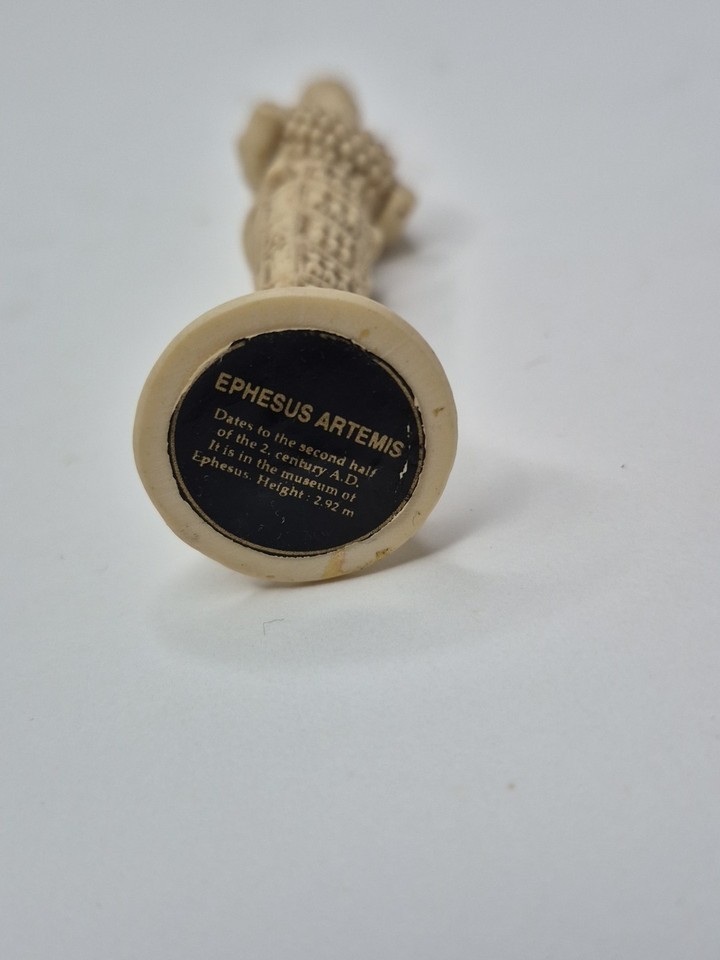 EPHESUS ARTEMIS
Dates to the second half
of the 2. century A.D.
It is in the museum of
Ephesus. Height : 2.92 m